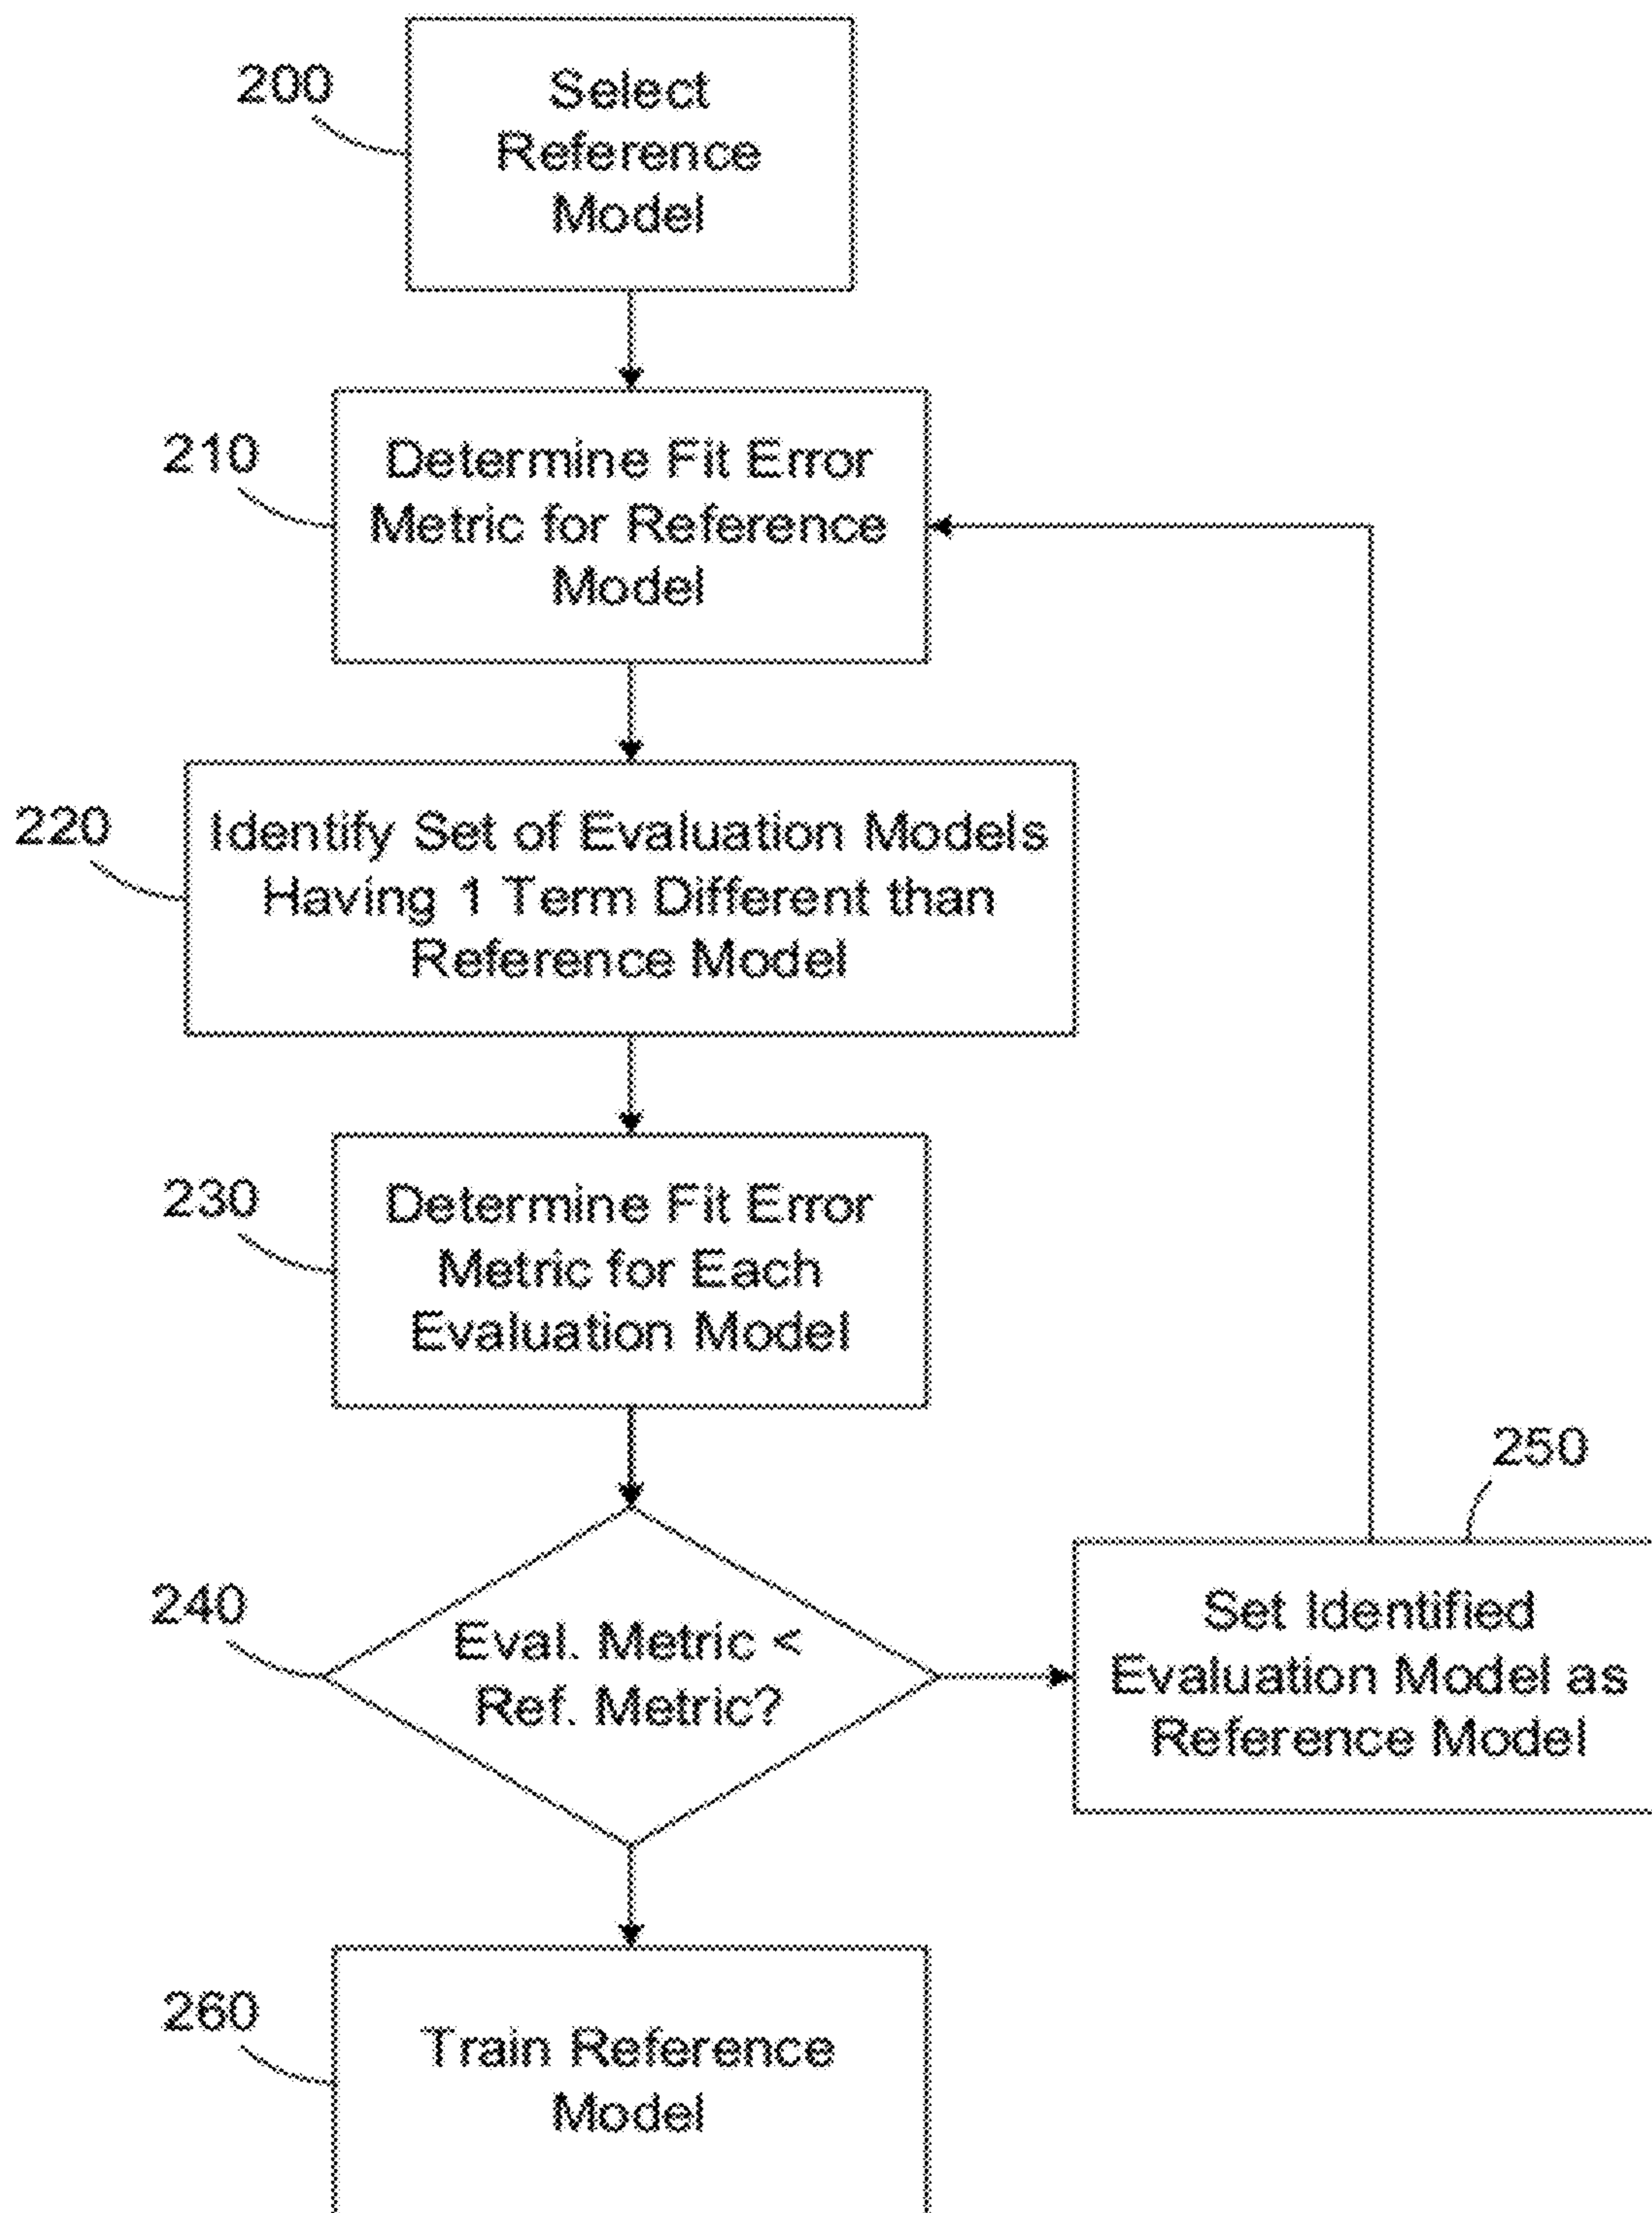 200
Select
Reference
Model
210
Determine Fit Error
Metric for Reference
Model
220
Identify Set of Evaluation Models
Having 1 Term Different than
Reference Model
230
Determine Fit Error
Metric for Each
Evaluation Model
240
Eval. Metric <
Ref. Metric?
250
Set Identified
Evaluation Model as
Reference Model
260
Train Reference
Model